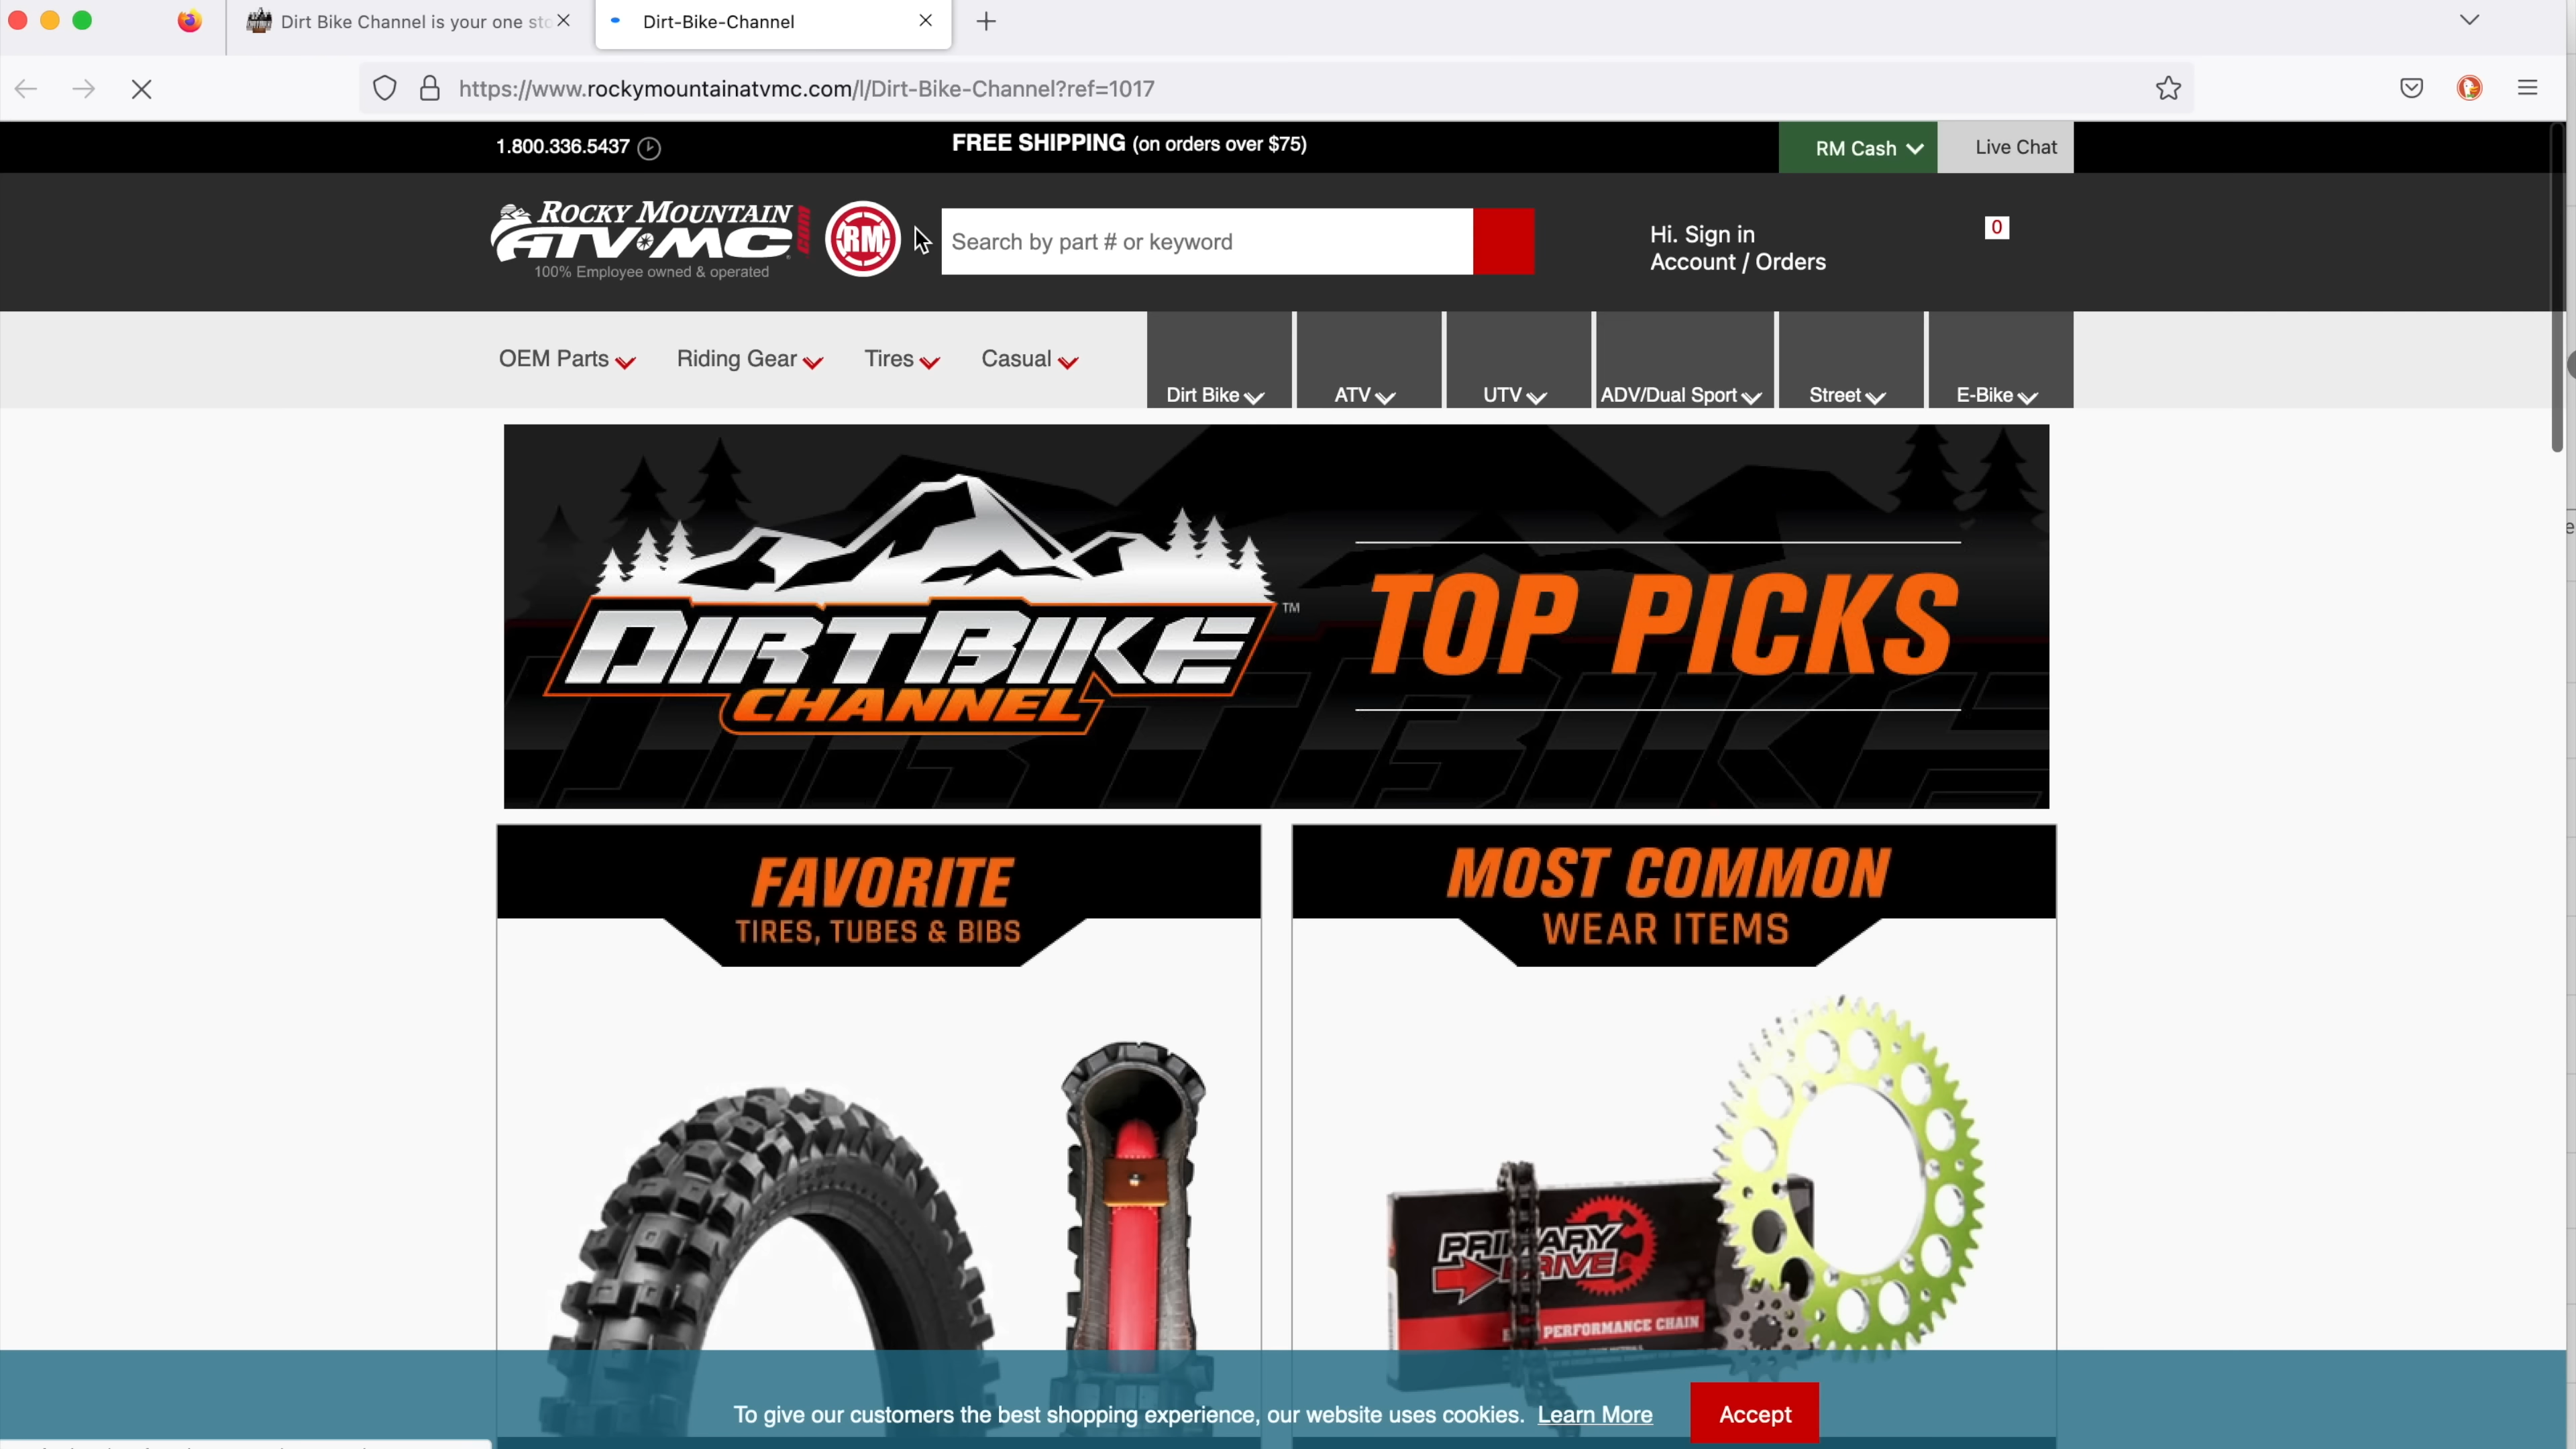 Dirt Bike Channel is your one sto
Dirt-Bike-Channel
https://www.rockymountainatvmc.com/l/Dirt-Bike-Channel?ref=1017
1.800.336.5437
FREE SHIPPING (on orders over $75)
RM Cash
Live Chat
ROCKY MOUNTAIN
ATV MC .com
100% Employee owned & operated
RM
Search by part # or keyword
Hi. Sign in
Account / Orders
0
OEM Parts
Riding Gear
Tires
Casual
Dirt Bike
ATV
UTV
ADV/Dual Sport
Street
E-Bike
DIRT BIKE ™
CHANNEL
TOP PICKS
FAVORITE
TIRES, TUBES & BIBS
MOST COMMON
WEAR ITEMS
PRIMARY
DRIVE
PERFORMANCE CHAIN
To give our customers the best shopping experience, our website uses cookies. Learn More
Accept